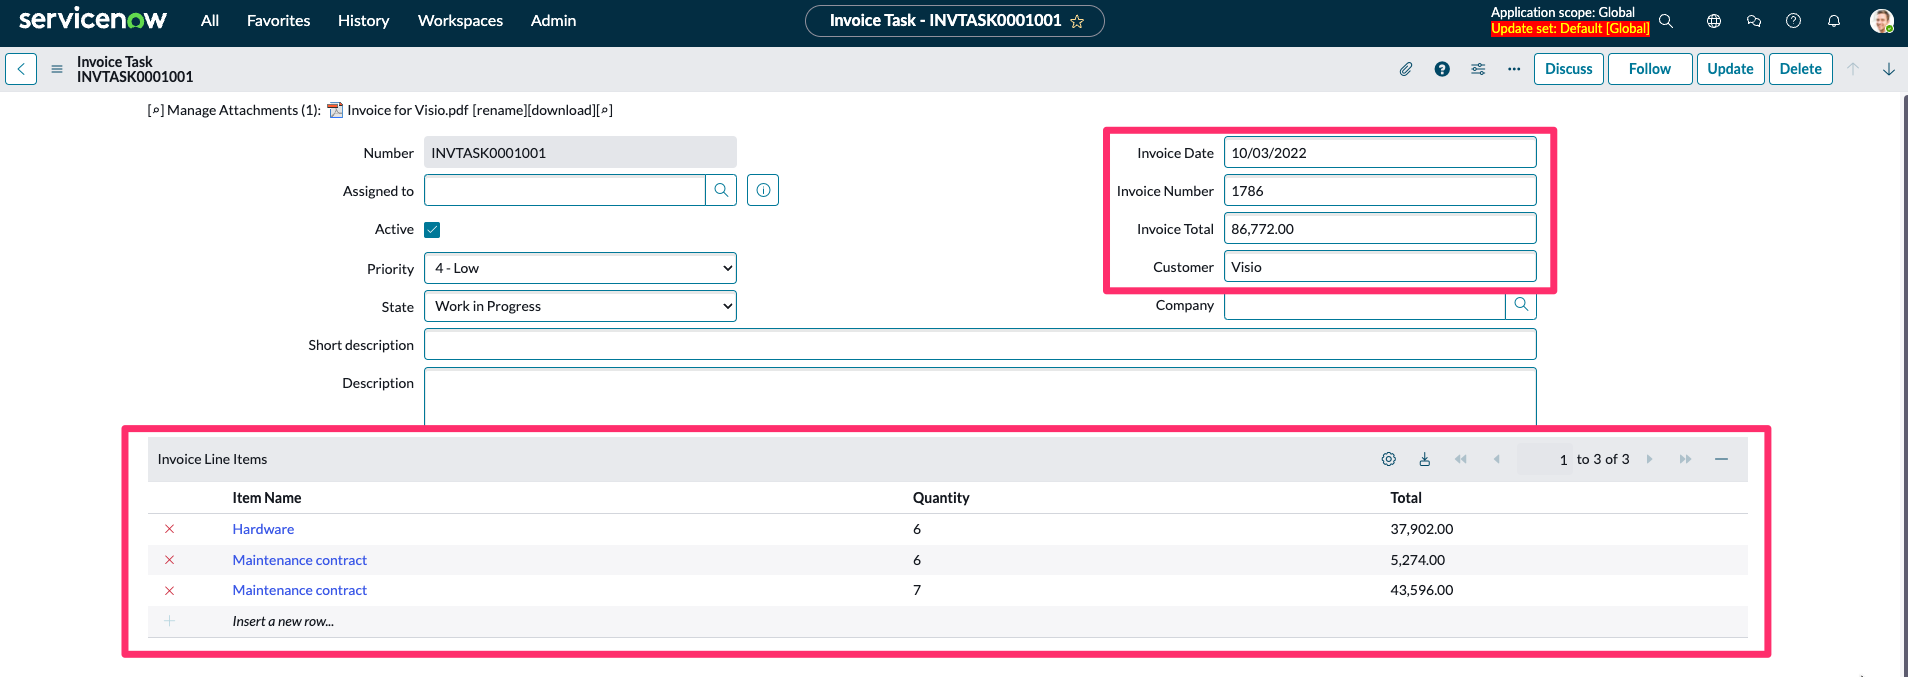 servicenow All Favorites History Workspaces Admin Invoice Task - INVTASK0001001 Application scope: Global
Update set: Default [Global]
Invoice Task
INVTASK0001001
Discuss Follow Update Delete
Manage Attachments (1): Invoice for Visio.pdf [rename][download]
Number INVTASK0001001
Assigned to
Active
Priority 4 - Low
State Work in Progress
Invoice Date 10/03/2022
Invoice Number 1786
Invoice Total 86,772.00
Customer Visio
Company
Short description
Description
Invoice Line Items 1 to 3 of 3
Item Name Quantity Total
Hardware 6 37,902.00
Maintenance contract 6 5,274.00
Maintenance contract 7 43,596.00
Insert a new row...